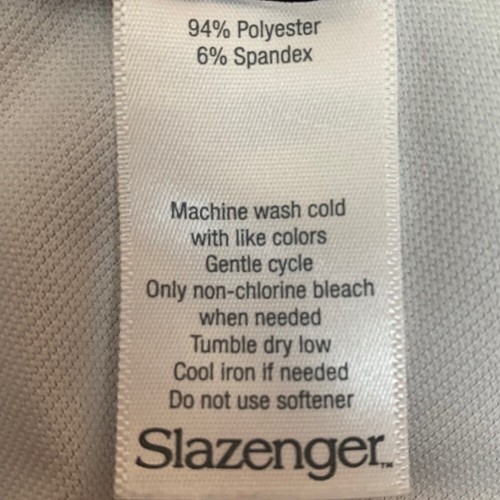 94% Polyester
6% Spandex
Machine wash cold
with like colors
Gentle cycle
Only non-chlorine bleach
when needed
Tumble dry low
Cool iron if needed
Do not use softener
Slazenger™